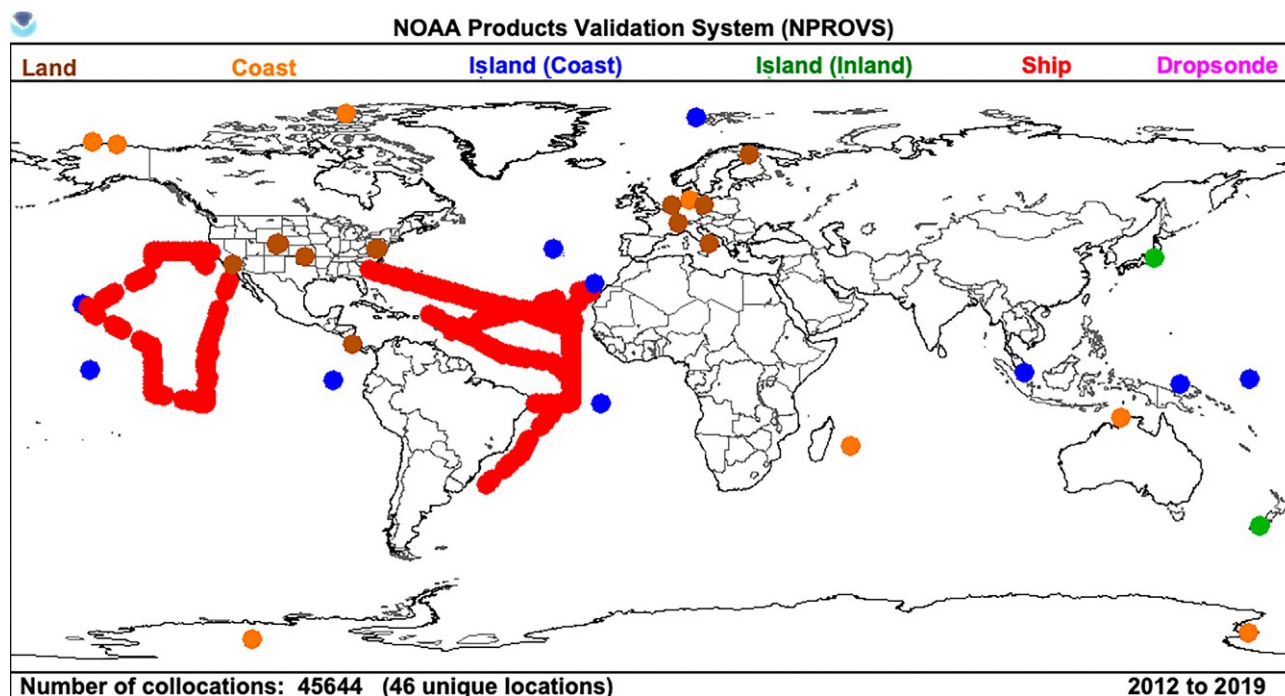 NOAA Products Validation System (NPROVS)
Land Coast Island (Coast) Island (Inland) Ship Dropsonde
Number of collocations: 45644 (46 unique locations) 2012 to 2019